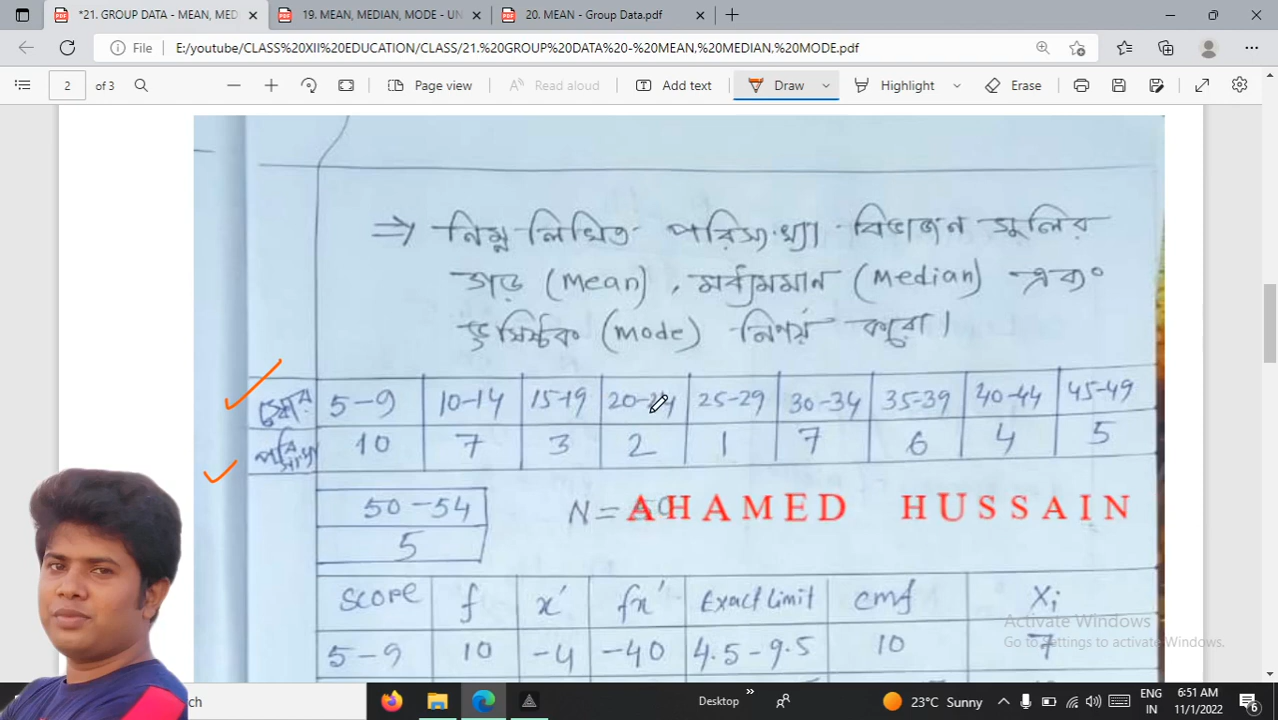 *21. GROUP DATA - MEAN, MED
19. MEAN, MEDIAN, MODE - UN
20. MEAN - Group Data.pdf
File
E:/youtube/CLASS%20XII%20EDUCATION/CLASS/21.%20GROUP%20DATA%20-%20MEAN,%20MEDIAN,%20MODE.pdf
2 of 3
Page view
Read aloud
Add text
Draw
Highlight
Erase
⇒ নিম্ন লিখিত পরিসংখ্যা বিভাজন গুলির
গড় (Mean), মধ্যমমান (Median) এবং
ভূষিষ্টক (mode) নির্ণয় করো।
স্কোর 5-9 10-14 15-19 20-24 25-29 30-34 35-39 40-44 45-49
পরিসংখ্যা 10 7 3 2 1 7 6 4 5
50-54
5
N = 50
AHAMED HUSSAIN
Score f x' fx' Exact Limit cmf Xi
5-9 10 -4 -40 4.5-9.5 10 7
Activate Windows
Go to Settings to activate Windows.
rch
Desktop
23°C Sunny
ENG
IN
6:51 AM
11/1/2022
6